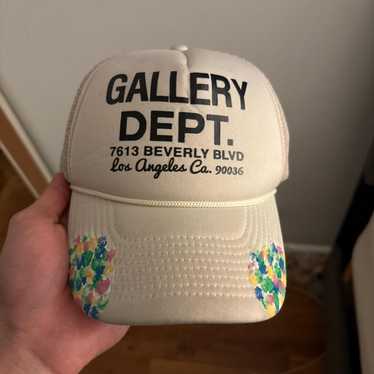 GALLERY
DEPT.
7613 BEVERLY BLVD
Los Angeles Ca. 90036